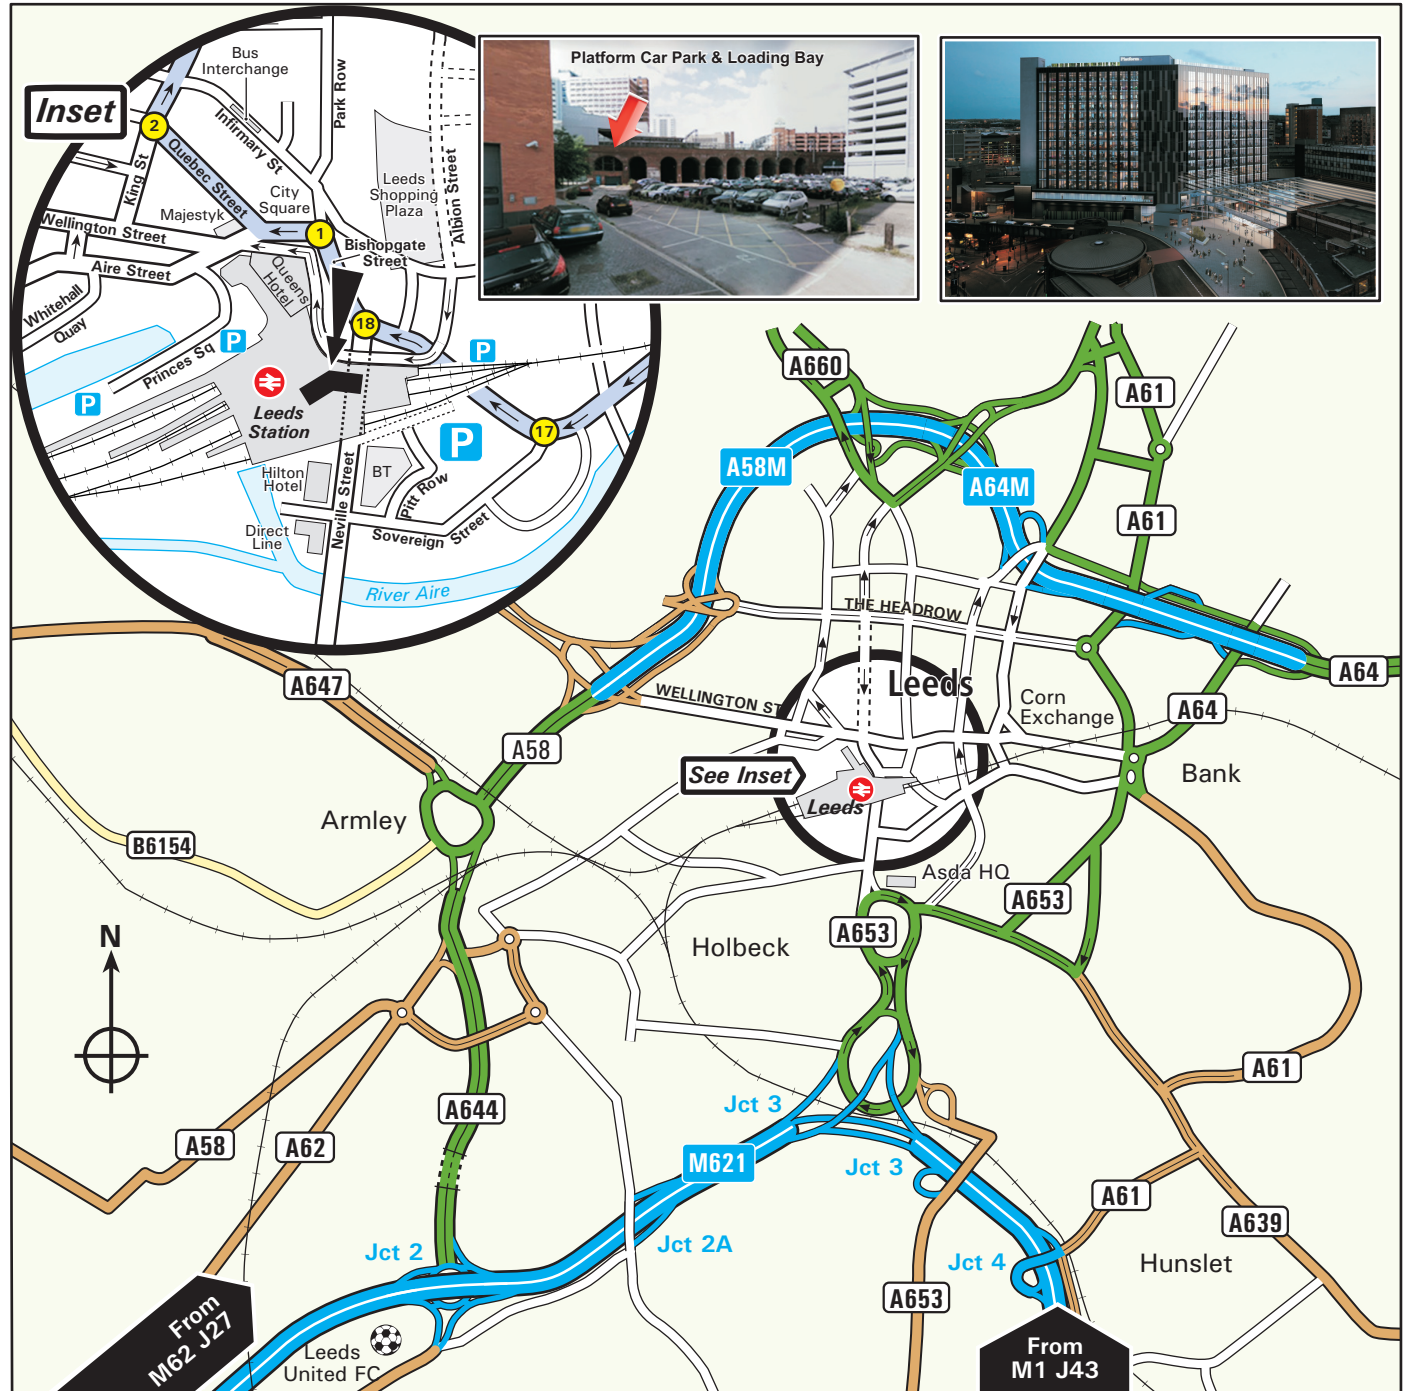 Inset
Bus
Interchange
Park Row
2
Infirmary St
Quebec Street
King St
City
Square
Leeds
Shopping
Plaza
Albion Street
Majestyk
Wellington Street
1
Bishopgate
Street
Aire Street
Queens
Hotel
Whitehall
Quay
18
Princes Sq
P
P
P
Leeds
Station
17
P
Hilton
Hotel
BT
Pitt Row
Neville Street
Direct
Line
Sovereign Street
River Aire
Platform Car Park & Loading Bay
Platform
A660
A61
A58M
A64M
A61
THE HEADROW
A647
WELLINGTON ST
Leeds
Corn
Exchange
A64
A64
A58
See Inset
Bank
Leeds
Armley
B6154
Asda HQ
A653
A653
N
Holbeck
A61
A644
Jct 3
A58
A62
M621
Jct 3
A61
A639
Jct 2
Jct 2A
Jct 4
Hunslet
A653
From
M62 J27
Leeds
United FC
From
M1 J43